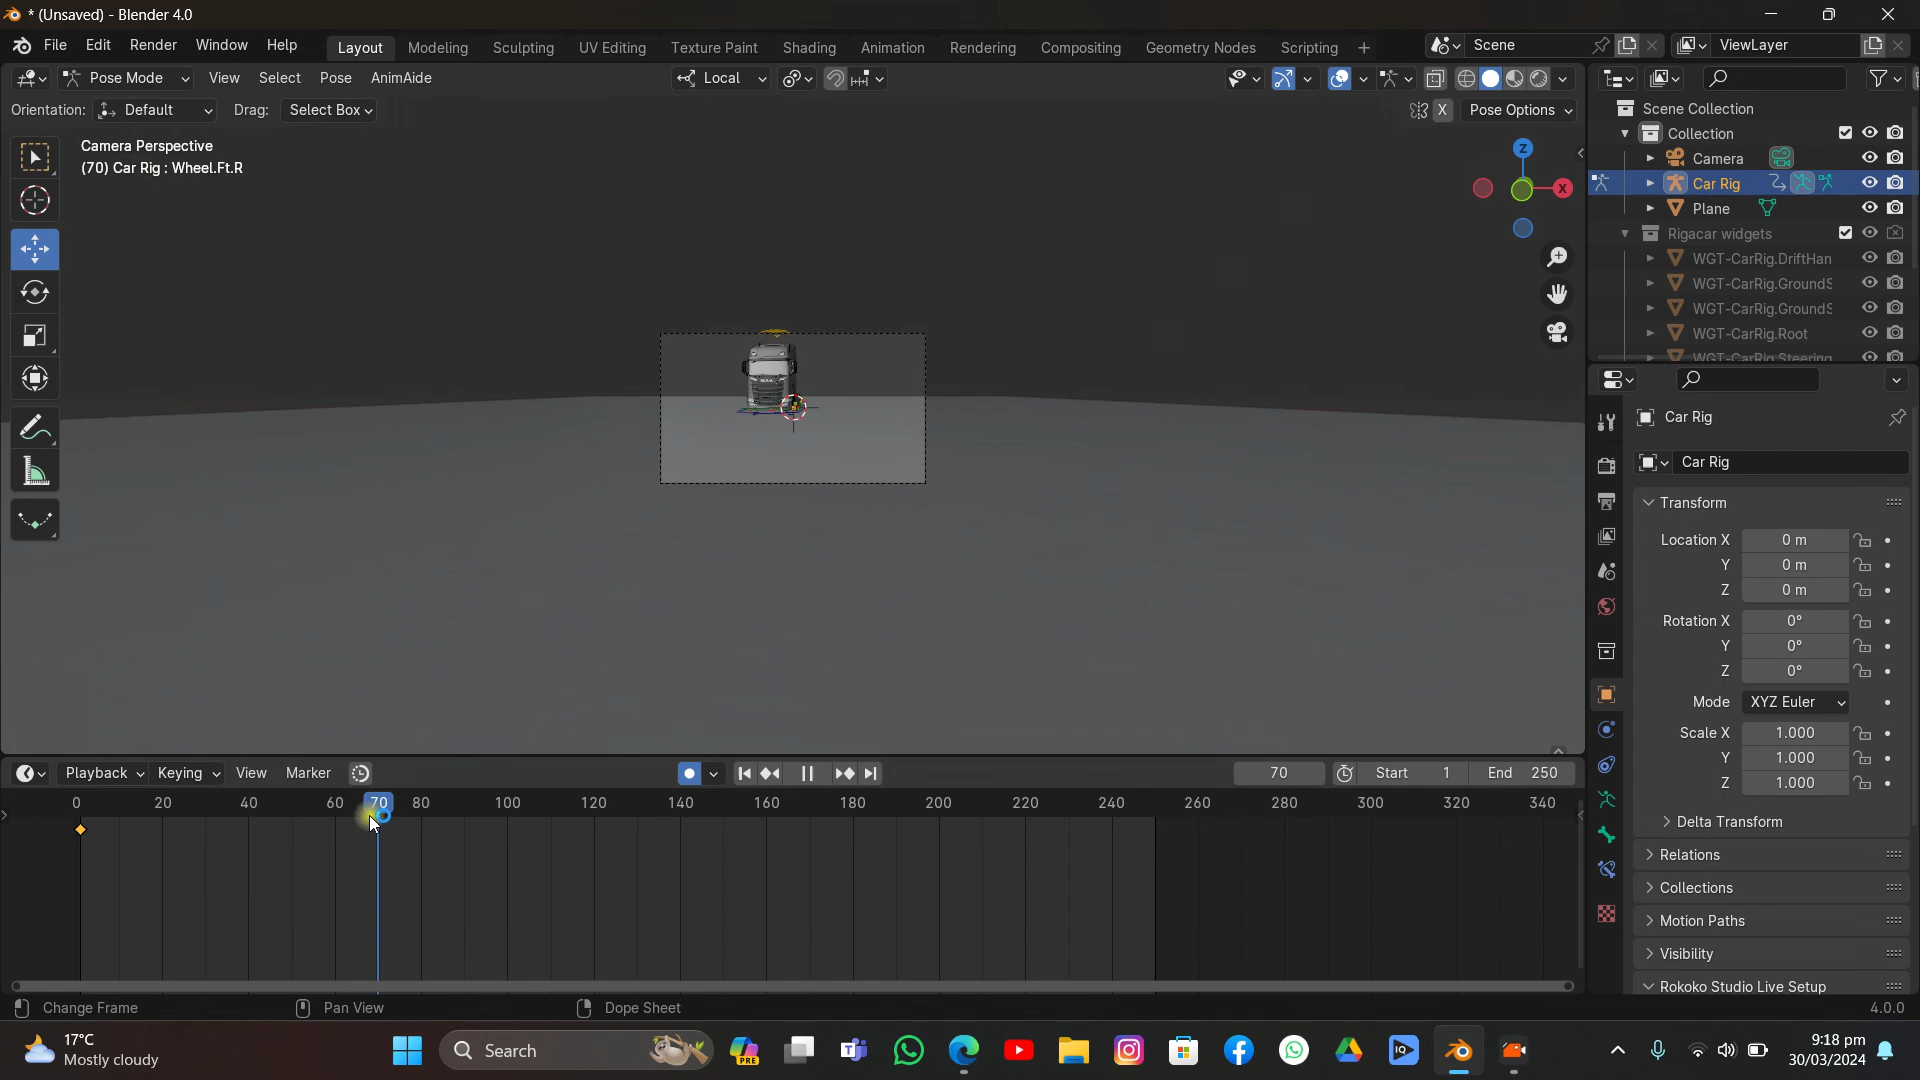 * (Unsaved) - Blender 4.0
File Edit Render Window Help Layout Modeling Sculpting UV Editing Texture Paint Shading Animation Rendering Compositing Geometry Nodes Scripting + Scene ViewLayer
Pose Mode View Select Pose AnimAide Local
Orientation: Default Drag: Select Box X Pose Options
Camera Perspective
(70) Car Rig : Wheel.Ft.R
Z
X
Scene Collection
Collection
Camera
Car Rig
Plane
Rigacar widgets
WGT-CarRig.DriftHan
WGT-CarRig.GroundS
WGT-CarRig.GroundS
WGT-CarRig.Root
WGT-CarRig.Steering
Car Rig
Car Rig
Transform
Location X 0 m
Y 0 m
Z 0 m
Rotation X 0°
Y 0°
Z 0°
Mode XYZ Euler
Scale X 1.000
Y 1.000
Z 1.000
Delta Transform
Relations
Collections
Motion Paths
Visibility
Rokoko Studio Live Setup
Playback Keying View Marker 70 Start 1 End 250
0 20 40 60 70 80 100 120 140 160 180 200 220 240 260 280 300 320 340
Change Frame Pan View Dope Sheet 4.0.0
17°C
Mostly cloudy
Search
PRE
IQ
9:18 pm
30/03/2024